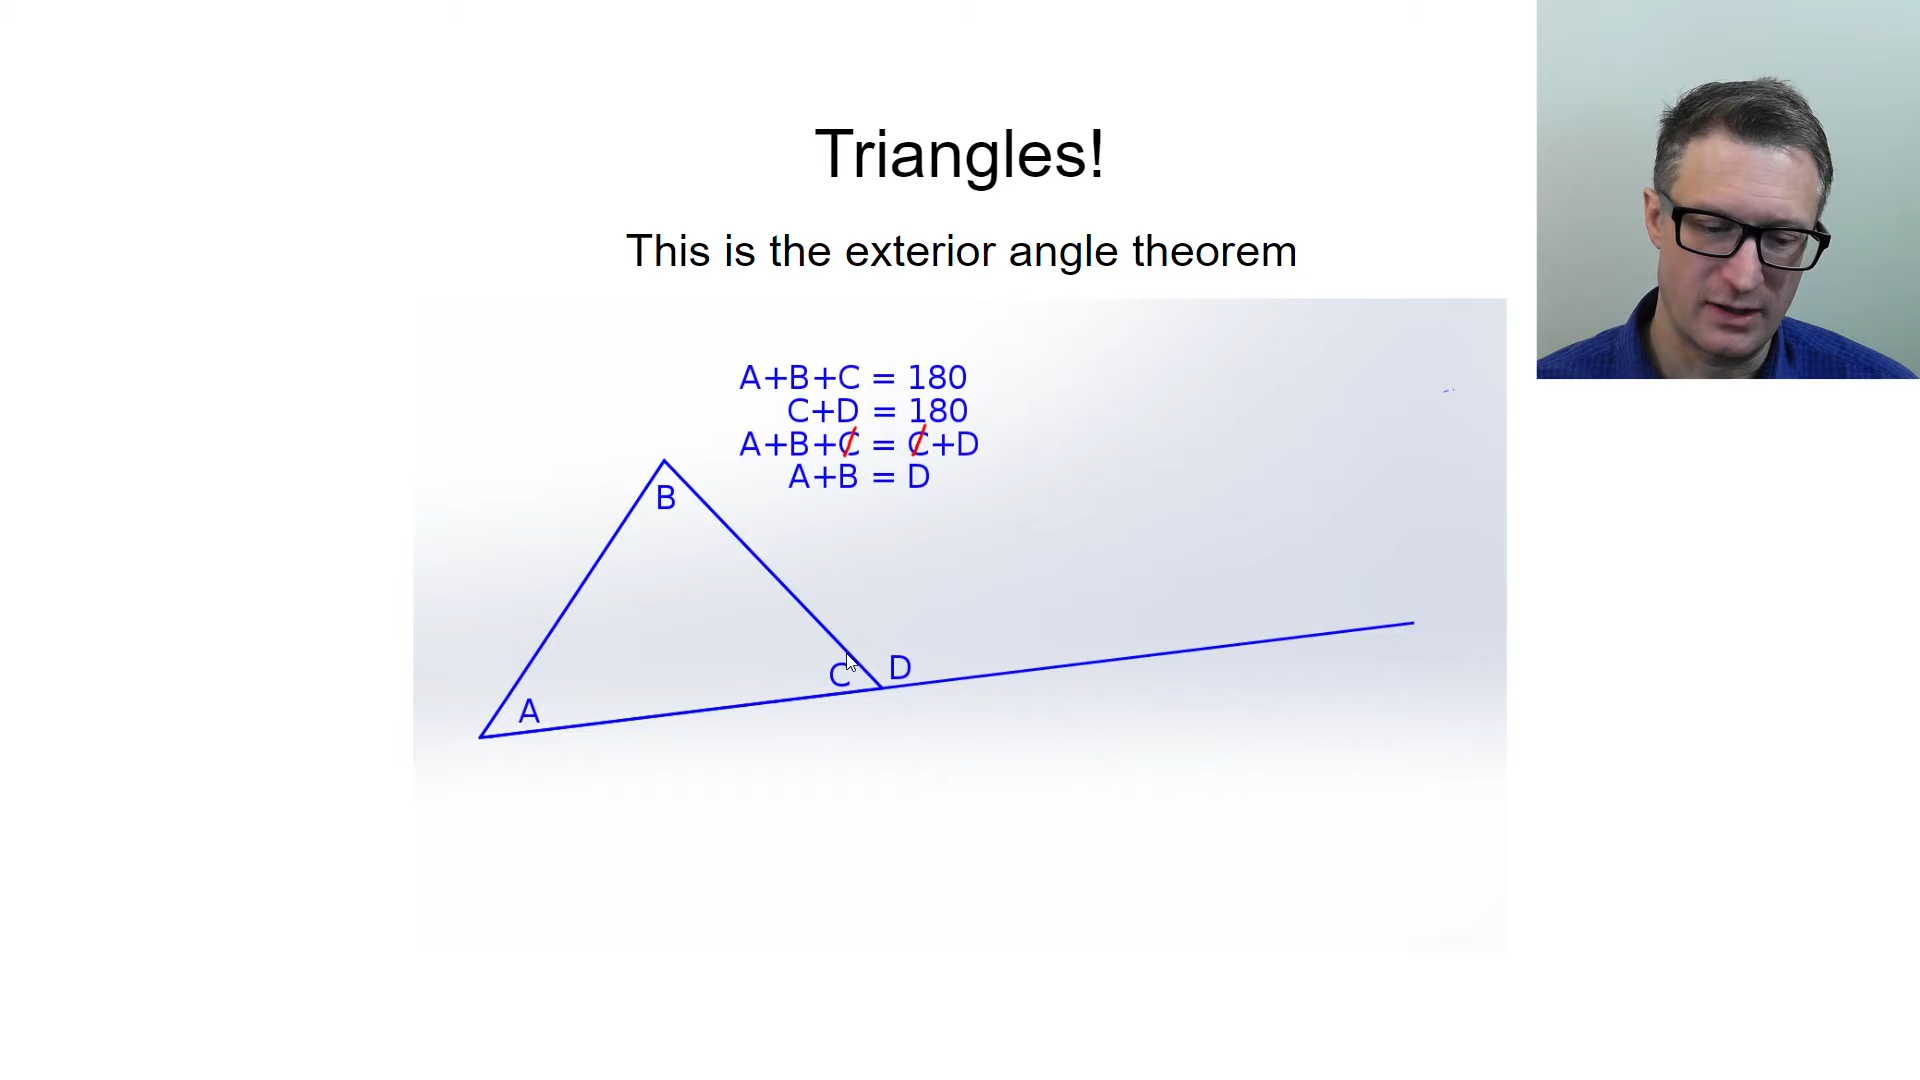 Triangles!
This is the exterior angle theorem
A+B+C = 180
C+D = 180
A+B+C = C+D
A+B = D
B
C
D
A